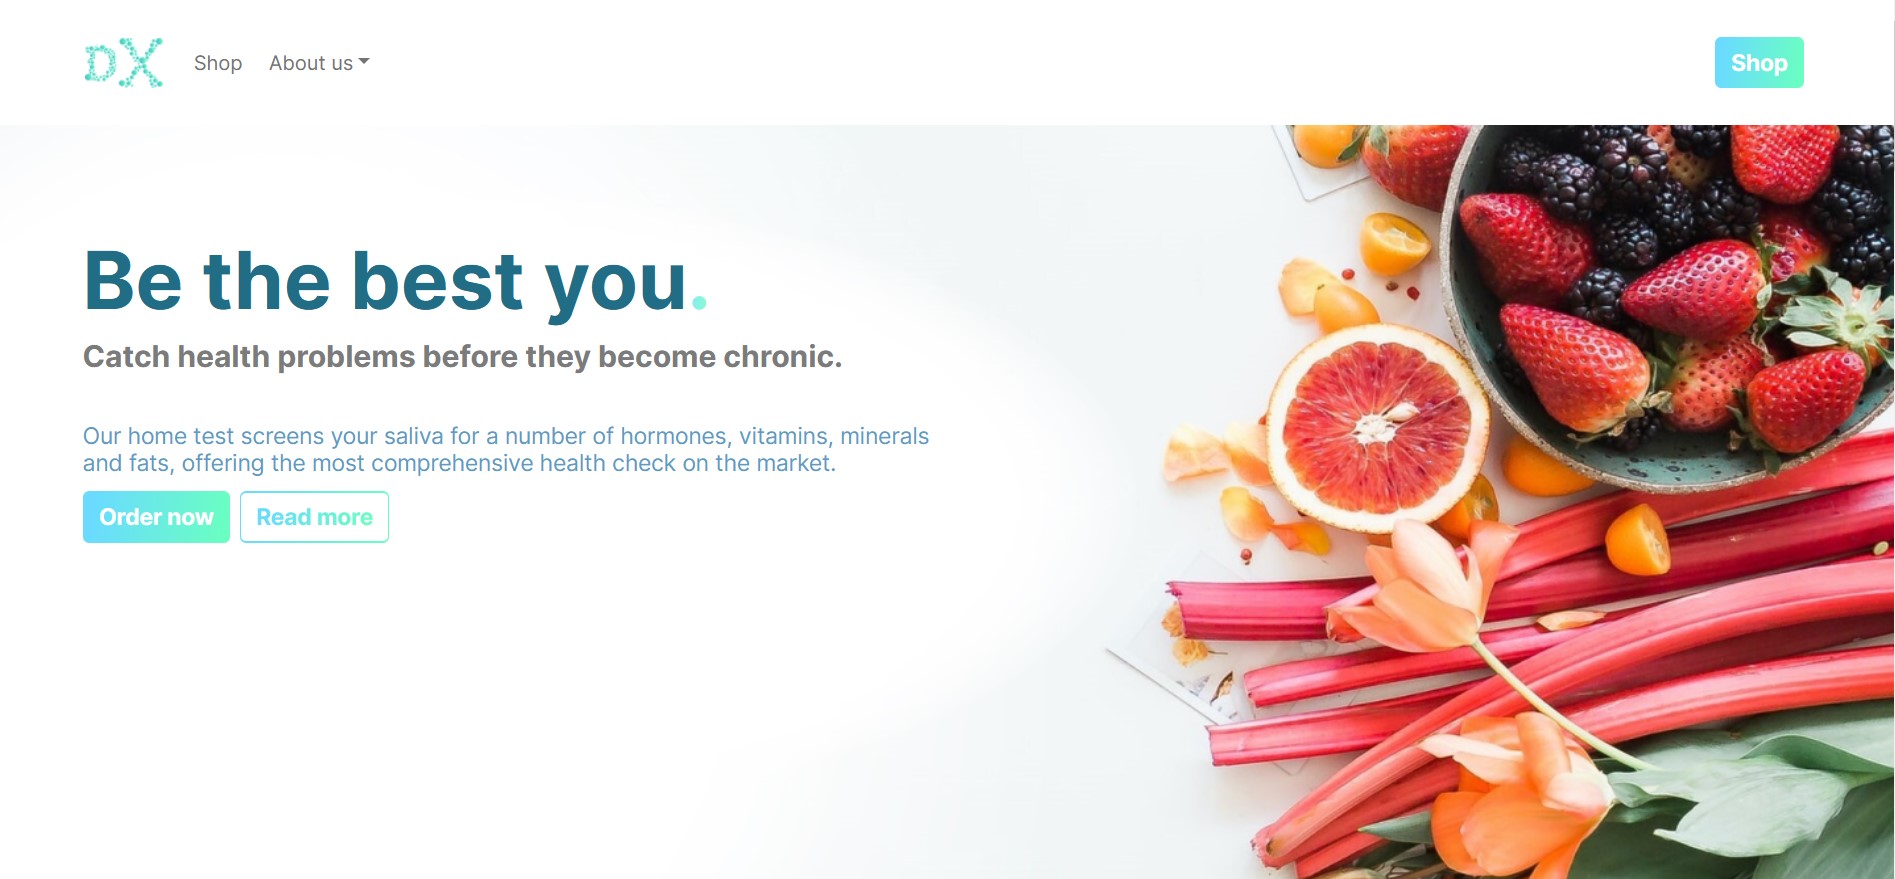 DX
Shop
About us
Shop
Be the best you.
Catch health problems before they become chronic.
Our home test screens your saliva for a number of hormones, vitamins, minerals
and fats, offering the most comprehensive health check on the market.
Order now
Read more